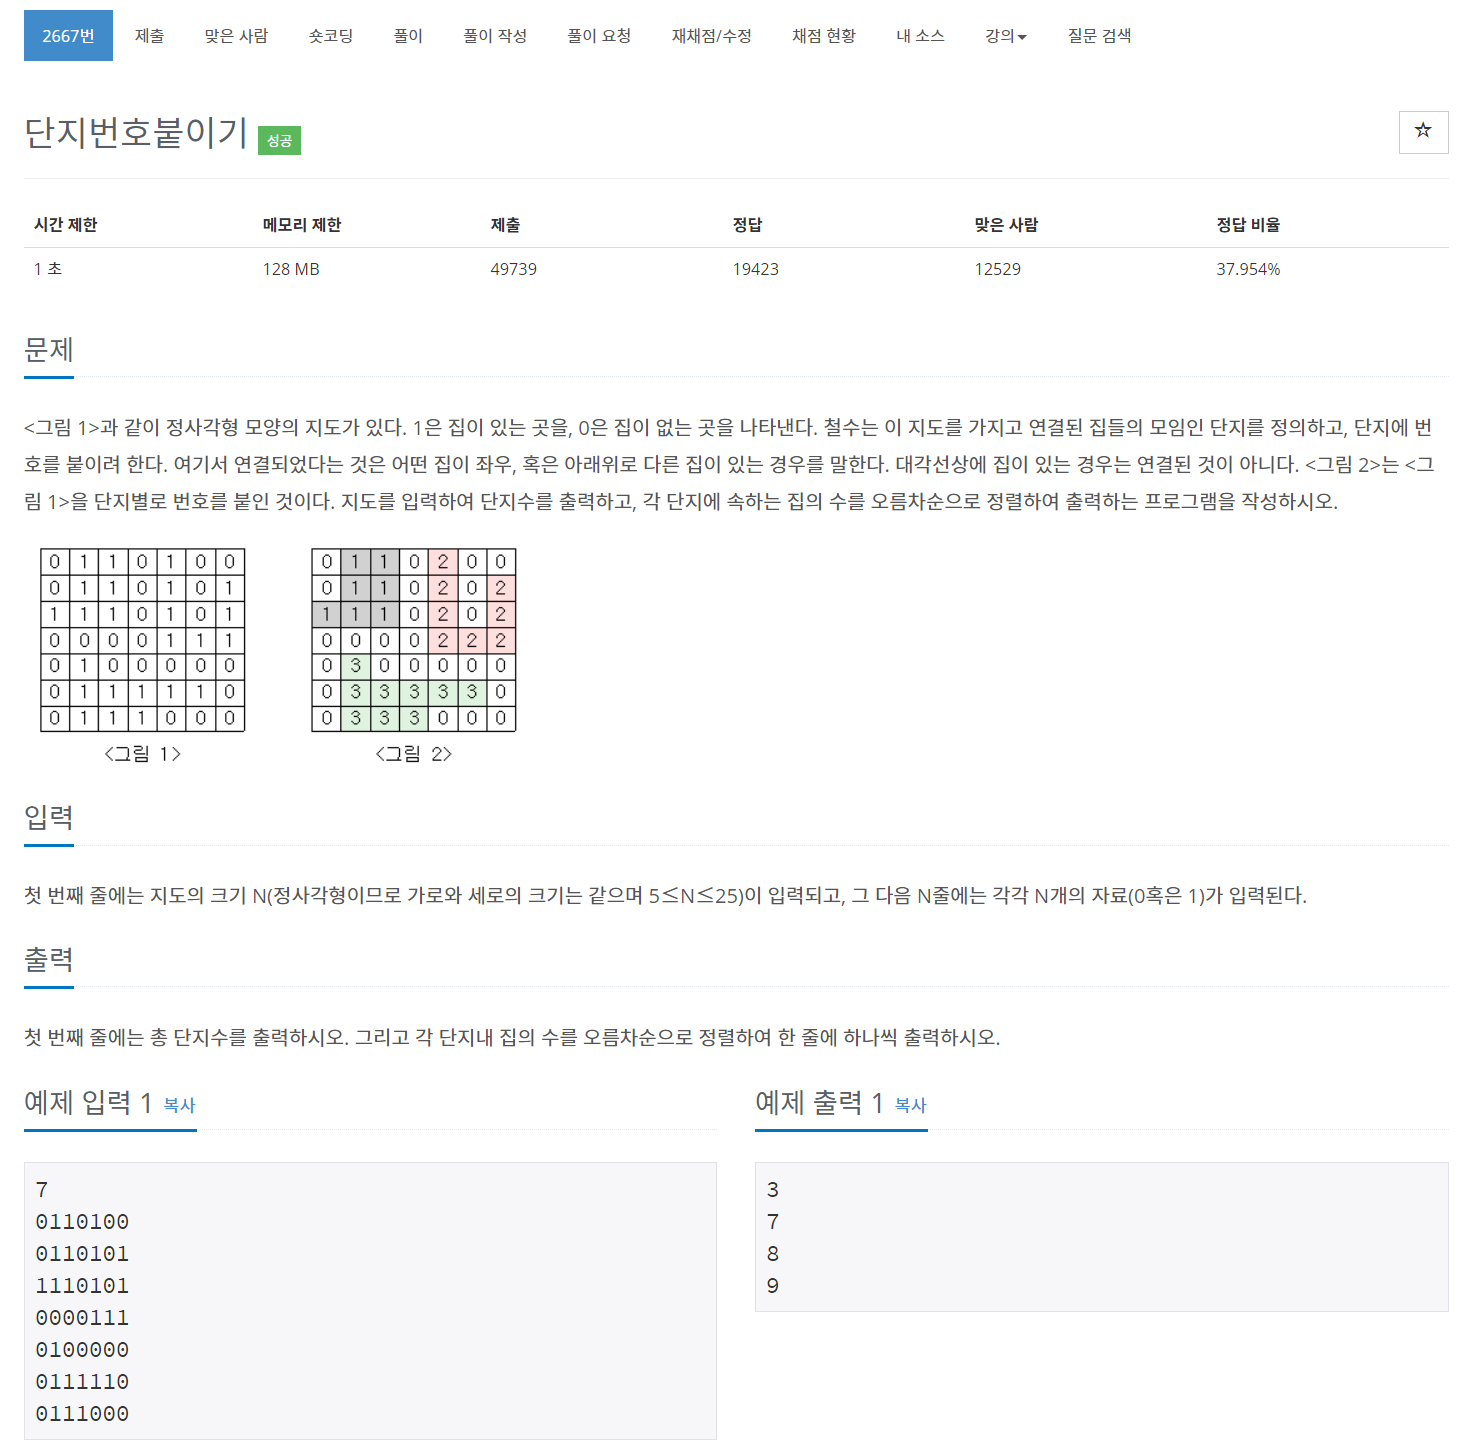 2667번 제출 맞은 사람 숏코딩 풀이 풀이 작성 풀이 요청 재채점/수정 채점 현황 내 소스 강의 질문 검색
단지번호붙이기 성공
시간 제한 메모리 제한 제출 정답 맞은 사람 정답 비율
1 초 128 MB 49739 19423 12529 37.954%
문제
<그림 1>과 같이 정사각형 모양의 지도가 있다. 1은 집이 있는 곳을, 0은 집이 없는 곳을 나타낸다. 철수는 이 지도를 가지고 연결된 집들의 모임인 단지를 정의하고, 단지에 번
호를 붙이려 한다. 여기서 연결되었다는 것은 어떤 집이 좌우, 혹은 아래위로 다른 집이 있는 경우를 말한다. 대각선상에 집이 있는 경우는 연결된 것이 아니다. <그림 2>는 <그
림 1>을 단지별로 번호를 붙인 것이다. 지도를 입력하여 단지수를 출력하고, 각 단지에 속하는 집의 수를 오름차순으로 정렬하여 출력하는 프로그램을 작성하시오.
0 1 1 0 1 0 0
0 1 1 0 1 0 1
1 1 1 0 1 0 1
0 0 0 0 1 1 1
0 1 0 0 0 0 0
0 1 1 1 1 1 0
0 1 1 1 0 0 0
<그림 1>
0 1 1 0 2 0 0
0 1 1 0 2 0 2
1 1 1 0 2 0 2
0 0 0 0 2 2 2
0 3 0 0 0 0 0
0 3 3 3 3 3 0
0 3 3 3 0 0 0
<그림 2>
입력
첫 번째 줄에는 지도의 크기 N(정사각형이므로 가로와 세로의 크기는 같으며 5≤N≤25)이 입력되고, 그 다음 N줄에는 각각 N개의 자료(0혹은 1)가 입력된다.
출력
첫 번째 줄에는 총 단지수를 출력하시오. 그리고 각 단지내 집의 수를 오름차순으로 정렬하여 한 줄에 하나씩 출력하시오.
예제 입력 1 복사
7
0110100
0110101
1110101
0000111
0100000
0111110
0111000
예제 출력 1 복사
3
7
8
9